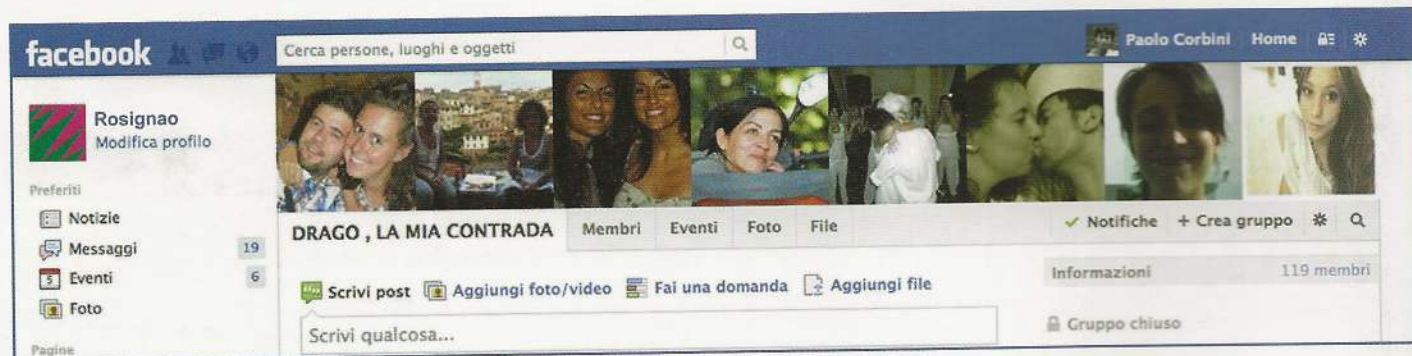 facebook
Cerca persone, luoghi e oggetti
Paolo Corbini Home
Rosignao
Modifica profilo
Preferiti
Notizie
Messaggi 19
5 Eventi 6
Foto
Pagine
DRAGO , LA MIA CONTRADA Membri Eventi Foto File
✓ Notifiche + Crea gruppo
Scrivi post Aggiungi foto/video Fai una domanda Aggiungi file
Scrivi qualcosa...
Informazioni 119 membri
Gruppo chiuso